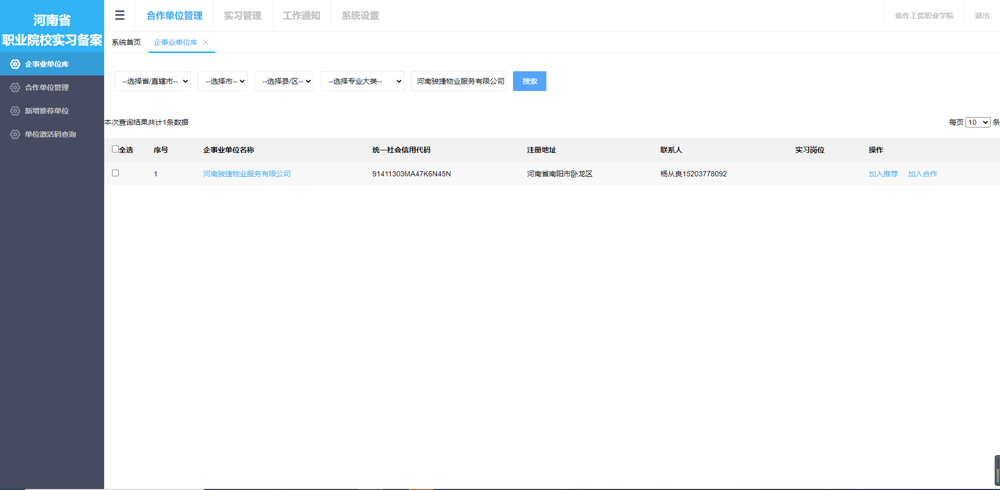 河南省
职业院校实习备案
企事业单位库
合作单位管理
新增推荐单位
单位激活码查询
合作单位管理 实习管理 工作通知 系统设置 焦作工贸职业学院 退出
系统首页 企事业单位库
--选择省/直辖市-- --选择市-- --选择县/区-- --选择专业大类-- 河南骏捷物业服务有限公司 搜索
本次查询结果共计1条数据 每页 10 条
全选 序号 企事业单位名称 统一社会信用代码 注册地址 联系人 实习岗位 操作
1 河南骏捷物业服务有限公司 91411303MA47K6N45N 河南省南阳市卧龙区 杨从良15203778092 加入推荐 加入合作